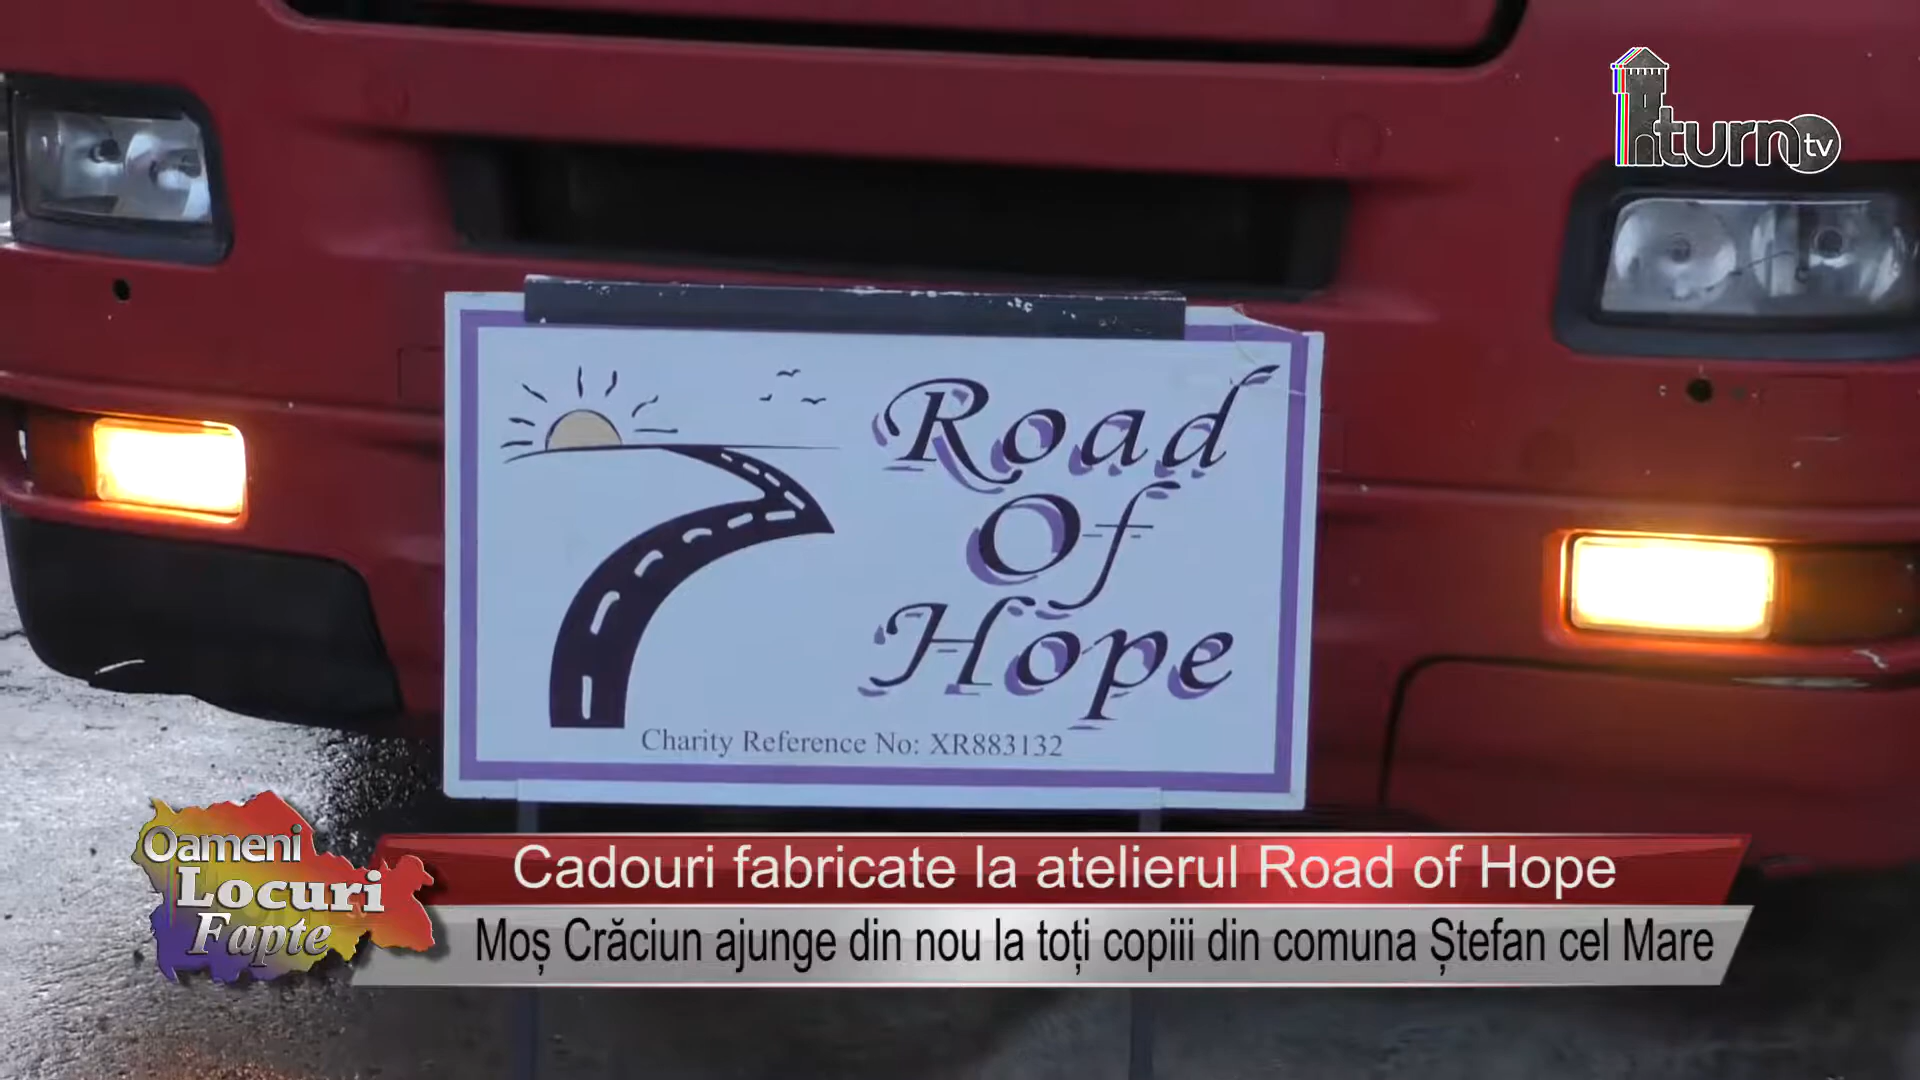 turn tv
Road
Of
Hope
Charity Reference No: XR883132
Oameni
Locuri
Fapte
Cadouri fabricate la atelierul Road of Hope
Moș Crăciun ajunge din nou la toți copiii din comuna Ștefan cel Mare